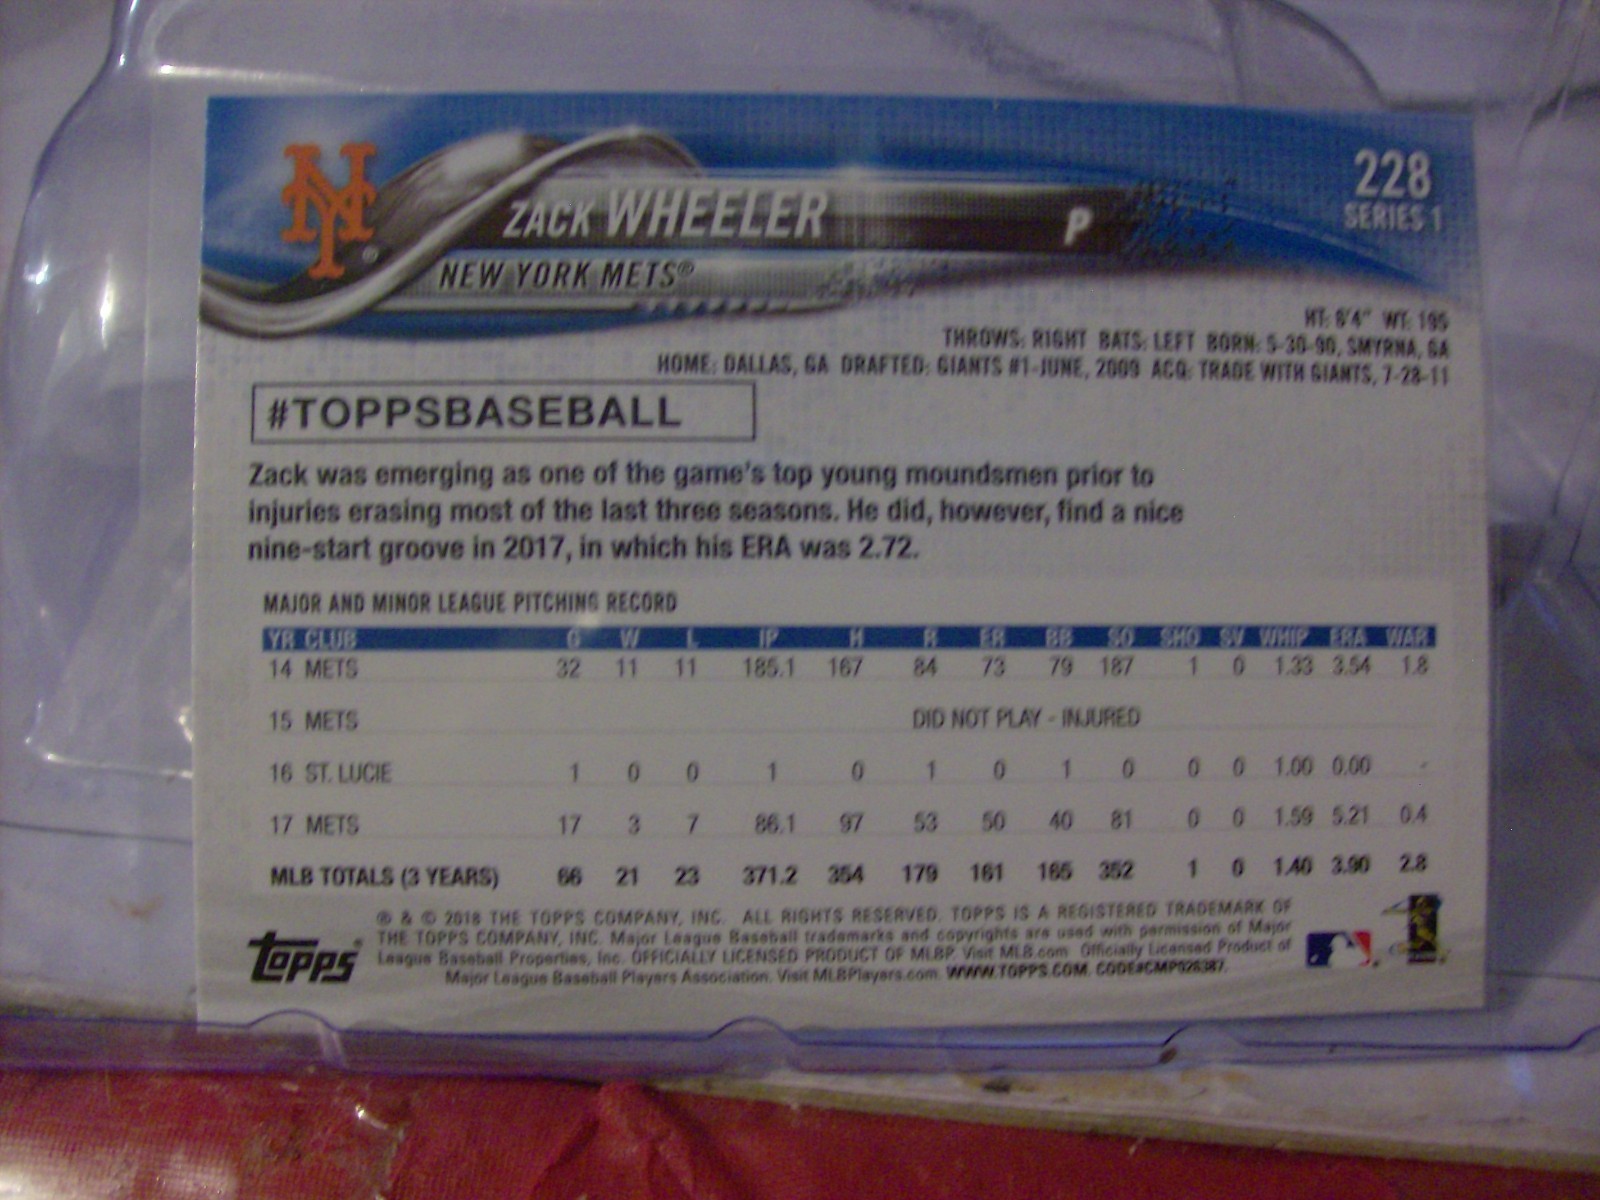 NY
ZACK WHEELER P
228
SERIES 1
NEW YORK METS®
HT: 6'4" WT: 195
THROWS: RIGHT BATS: LEFT BORN: 5-30-90, SMYRNA, GA
HOME: DALLAS, GA DRAFTED: GIANTS #1-JUNE, 2009 ACQ: TRADE WITH GIANTS, 7-28-11
#TOPPSBASEBALL
Zack was emerging as one of the game's top young moundsmen prior to
injuries erasing most of the last three seasons. He did, however, find a nice
nine-start groove in 2017, in which his ERA was 2.72.
MAJOR AND MINOR LEAGUE PITCHING RECORD
YR CLUB G W L IP H R ER BB SO SHO SV WHIP ERA WAR
14 METS 32 11 11 185.1 167 84 73 79 187 1 0 1.33 3.54 1.8
15 METS DID NOT PLAY - INJURED
16 ST. LUCIE 1 0 0 1 0 1 0 1 0 0 0 1.00 0.00 -
17 METS 17 3 7 86.1 97 53 50 40 81 0 0 1.59 5.21 0.4
MLB TOTALS (3 YEARS) 66 21 23 371.2 354 179 161 165 352 1 0 1.40 3.90 2.8
® & © 2018 THE TOPPS COMPANY, INC. ALL RIGHTS RESERVED. TOPPS IS A REGISTERED TRADEMARK OF
THE TOPPS COMPANY, INC. Major League Baseball trademarks and copyrights are used with permission of Major
League Baseball Properties, Inc. OFFICIALLY LICENSED PRODUCT OF MLBP. Visit MLB.com Officially Licensed Product of
Major League Baseball Players Association. Visit MLBPlayers.com. WWW.TOPPS.COM. CODE#CMP026387.
topps®